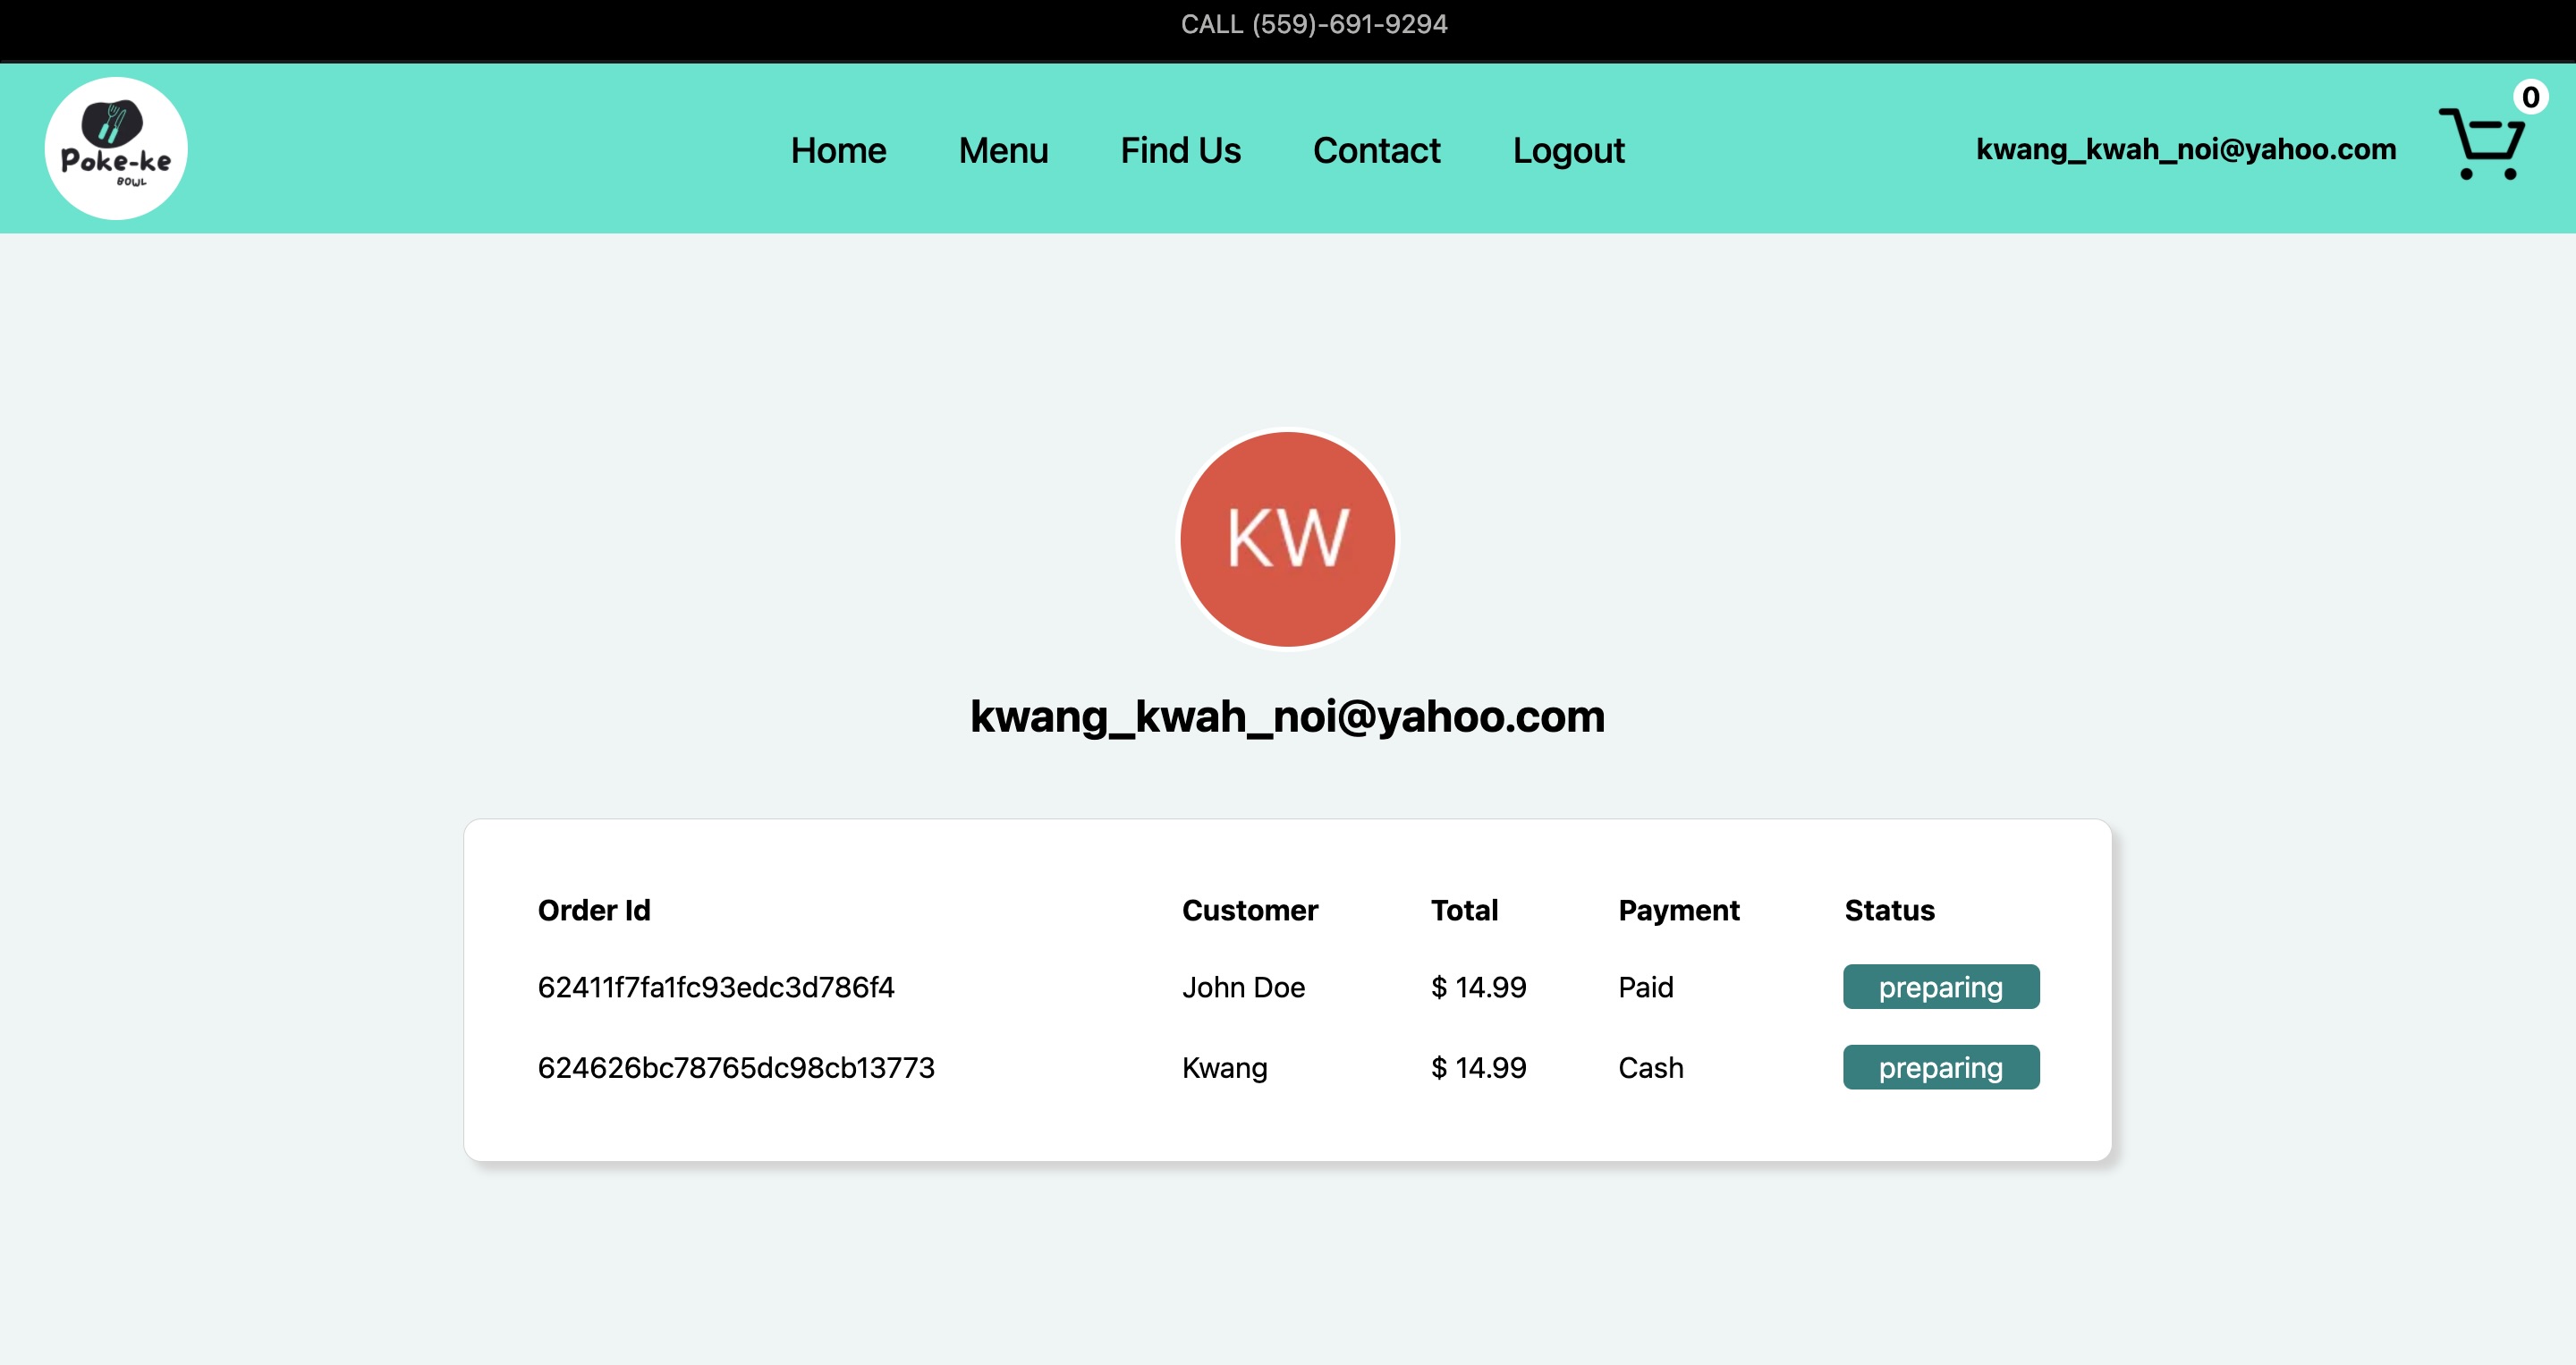 CALL (559)-691-9294
Poke-ke
BOWL
Home Menu Find Us Contact Logout kwang_kwah_noi@yahoo.com 0
KW
kwang_kwah_noi@yahoo.com
Order Id Customer Total Payment Status
62411f7fa1fc93edc3d786f4 John Doe $ 14.99 Paid preparing
624626bc78765dc98cb13773 Kwang $ 14.99 Cash preparing